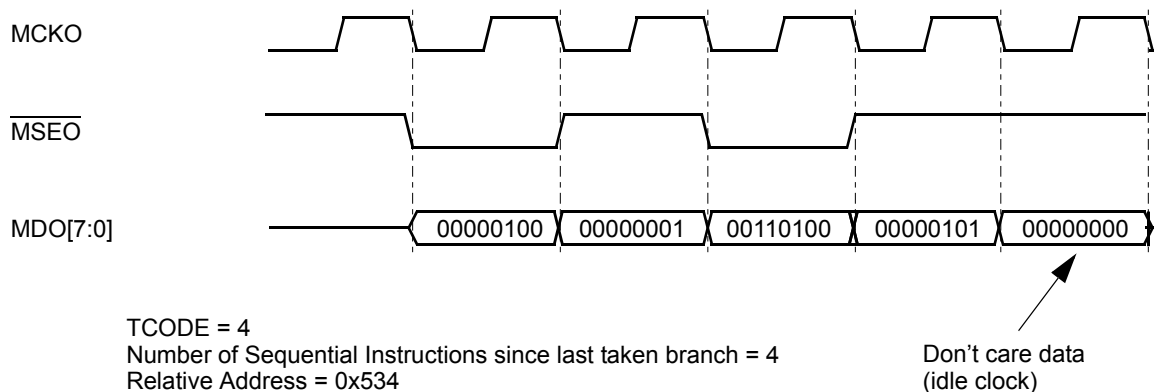 MCKO
MSEO
MDO[7:0]
00000100 00000001 00110100 00000101 00000000
TCODE = 4
Number of Sequential Instructions since last taken branch = 4
Relative Address = 0x534
Don't care data
(idle clock)